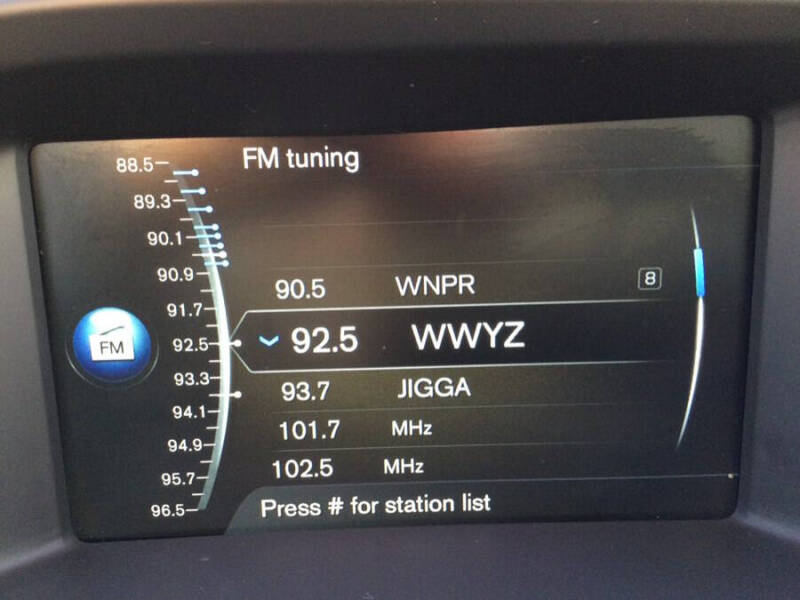 FM tuning
88.5
89.3
90.1
90.9
91.7
92.5
93.3
94.1
94.9
95.7
96.5
FM
90.5 WNPR 8
92.5 WWYZ
93.7 JIGGA
101.7 MHz
102.5 MHz
Press # for station list